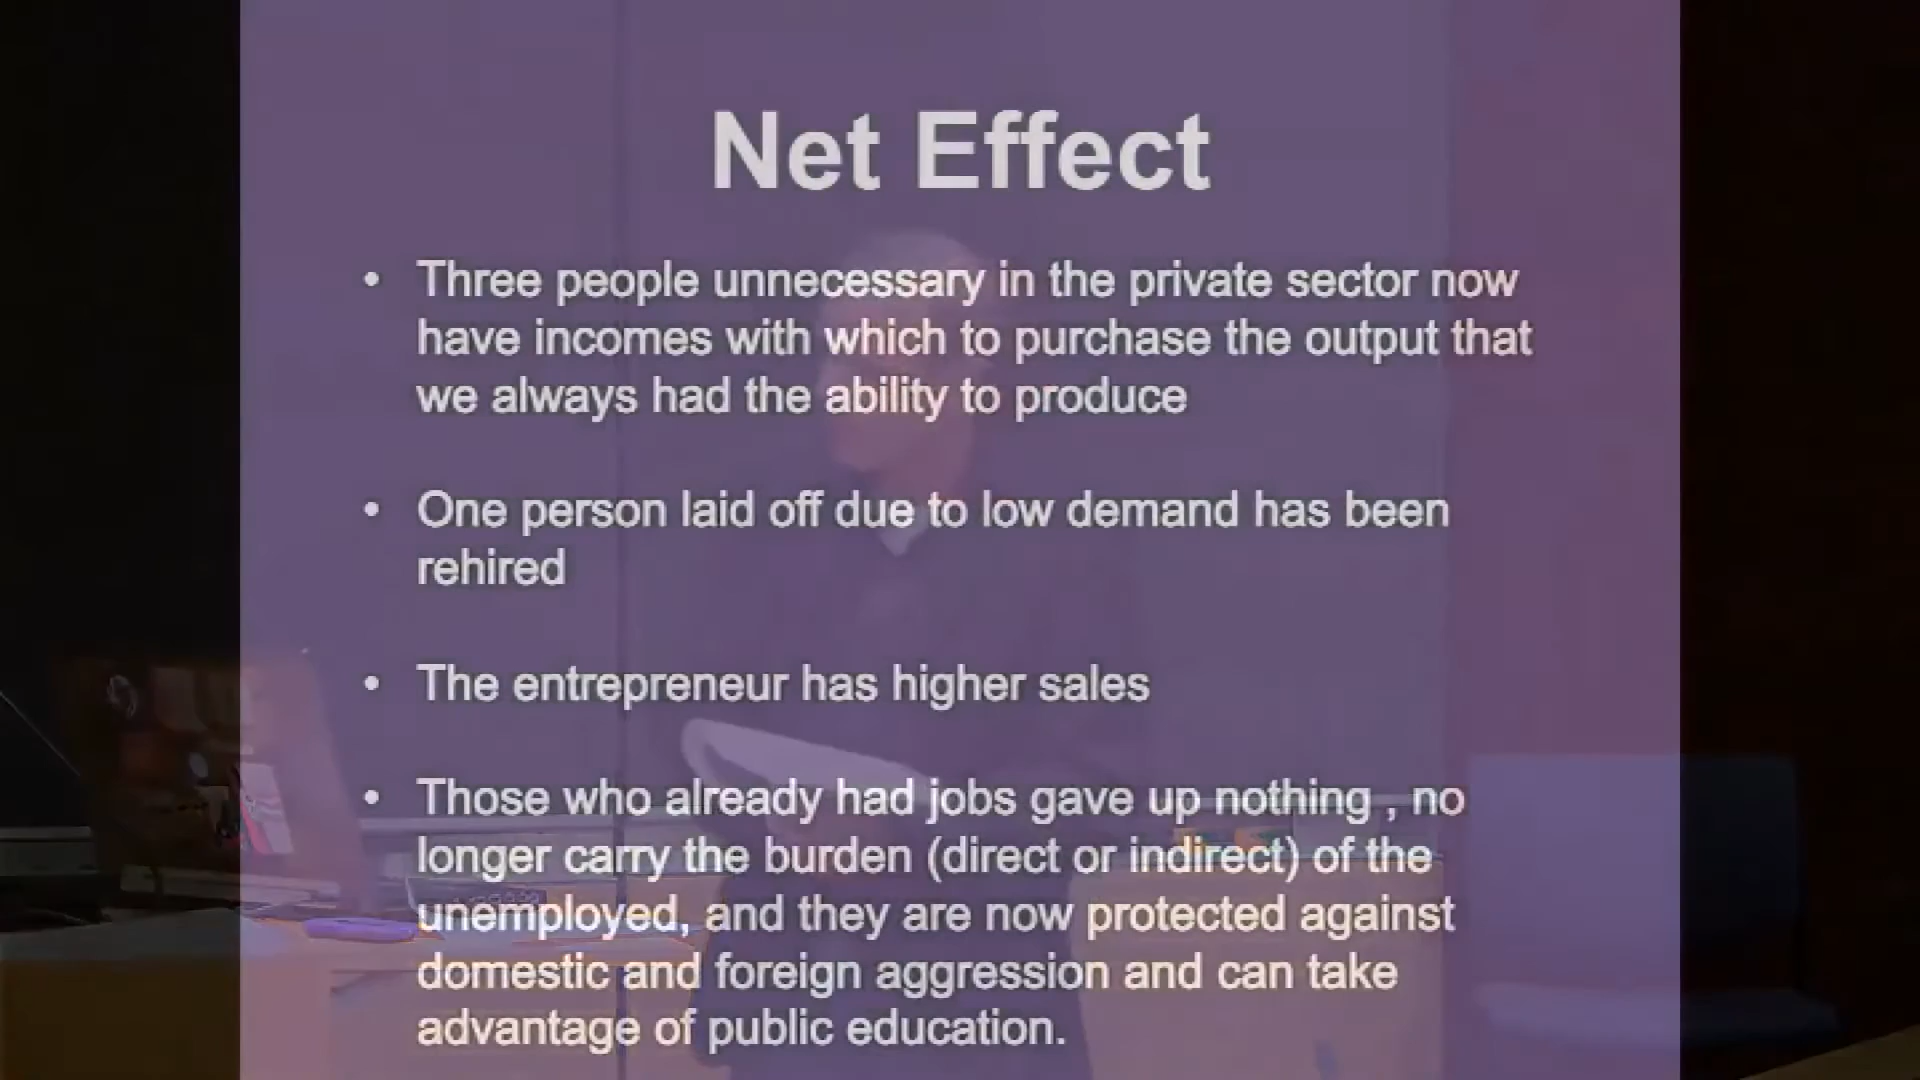 Net Effect
• Three people unnecessary in the private sector now
have incomes with which to purchase the output that
we always had the ability to produce
• One person laid off due to low demand has been
rehired
• The entrepreneur has higher sales
• Those who already had jobs gave up nothing , no
longer carry the burden (direct or indirect) of the
unemployed, and they are now protected against
domestic and foreign aggression and can take
advantage of public education.